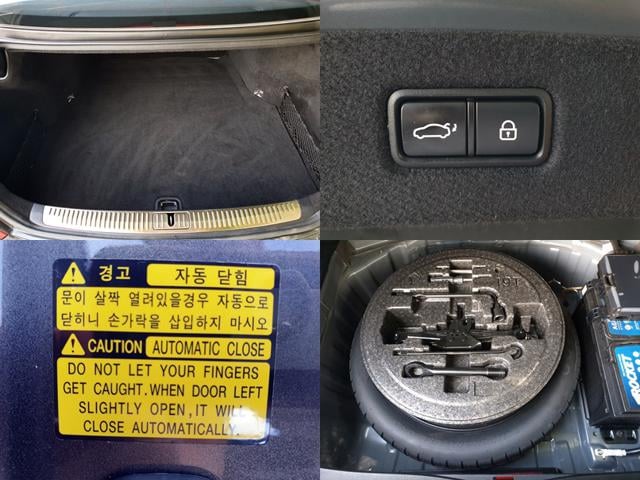 경고 자동 닫힘
문이 살짝 열려있을경우 자동으로
닫히니 손가락을 삽입하지 마시오
CAUTION AUTOMATIC CLOSE
DO NOT LET YOUR FINGERS
GET CAUGHT.WHEN DOOR LEFT
SLIGHTLY OPEN,IT WILL
CLOSE AUTOMATICALLY.
19T
ROCKET